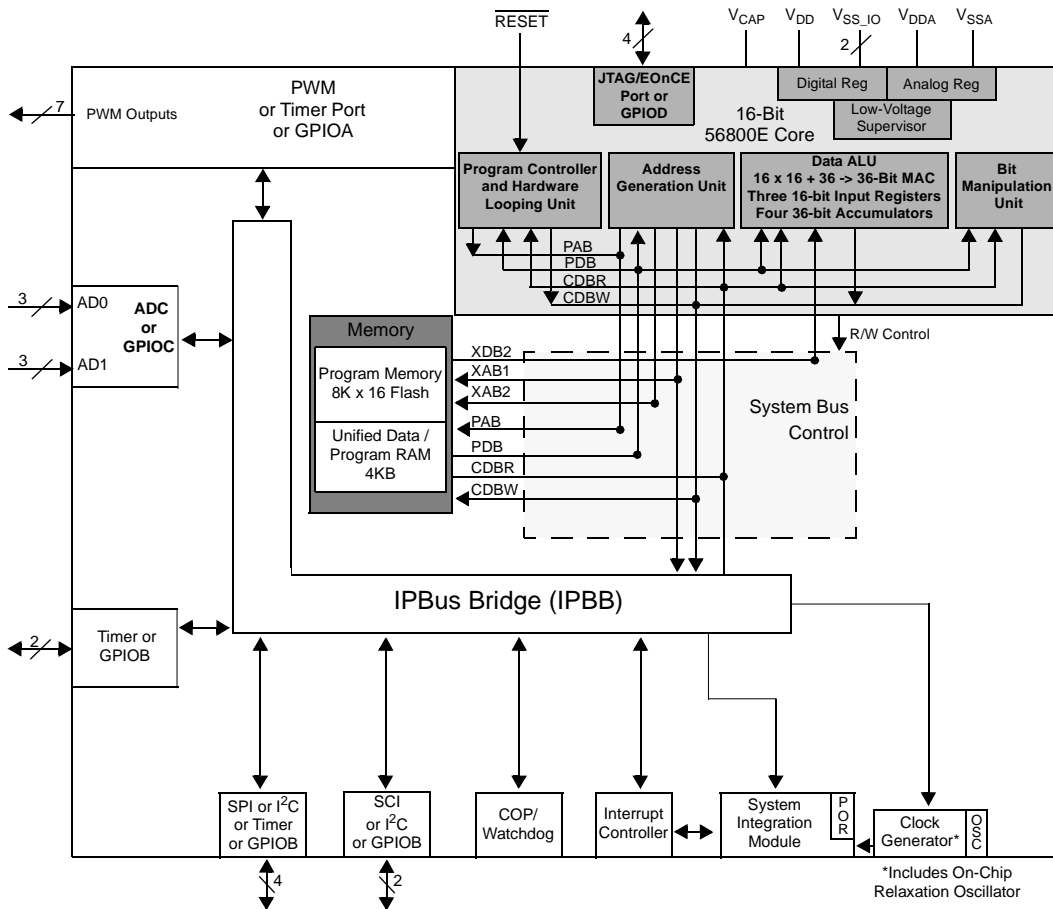 RESET
4
VCAP
VDD
VSS_IO
VDDA
VSSA
2
7
PWM Outputs
PWM
or Timer Port
or GPIOA
JTAG/EOnCE
Port or
GPIOD
Digital Reg
Analog Reg
Low-Voltage
Supervisor
16-Bit
56800E Core
Program Controller
and Hardware
Looping Unit
Address
Generation Unit
Data ALU
16 x 16 + 36 -> 36-Bit MAC
Three 16-bit Input Registers
Four 36-bit Accumulators
Bit
Manipulation
Unit
PAB
PDB
CDBR
CDBW
3
AD0
ADC
or
GPIOC
3
AD1
R/W Control
Memory
Program Memory
8K x 16 Flash
Unified Data /
Program RAM
4KB
XDB2
XAB1
XAB2
PAB
PDB
CDBR
CDBW
System Bus
Control
IPBus Bridge (IPBB)
2
Timer or
GPIOB
SPI or I2C
or Timer
or GPIOB
4
SCI
or I2C
or GPIOB
2
COP/
Watchdog
Interrupt
Controller
System
Integration
Module
POR
Clock
Generator*
OSC
*Includes On-Chip
Relaxation Oscillator